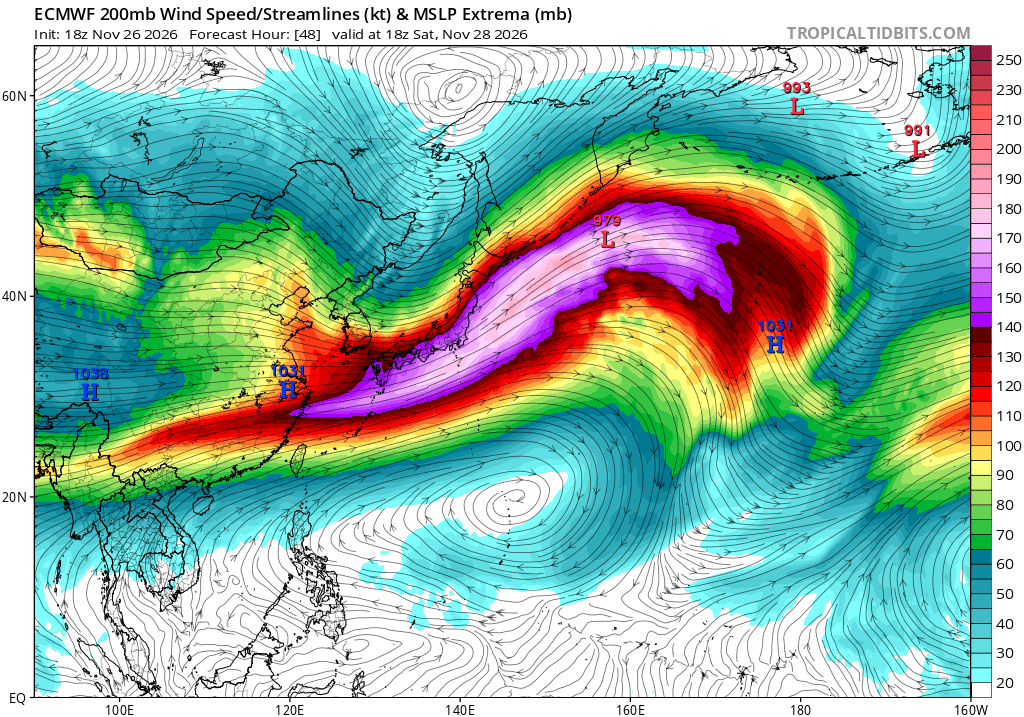 ECMWF 200mb Wind Speed/Streamlines (kt) & MSLP Extrema (mb)
Init: 18z Nov 26 2026 Forecast Hour: [48] valid at 18z Sat, Nov 28 2026
TROPICALTIDBITS.COM
60N
40N
20N
EQ
993
L
991
L
979
L
1031
H
1038
H
1031
H
100E 120E 140E 160E 180 160W
250
230
210
200
190
180
170
160
150
140
130
120
110
100
90
80
70
60
50
40
30
20